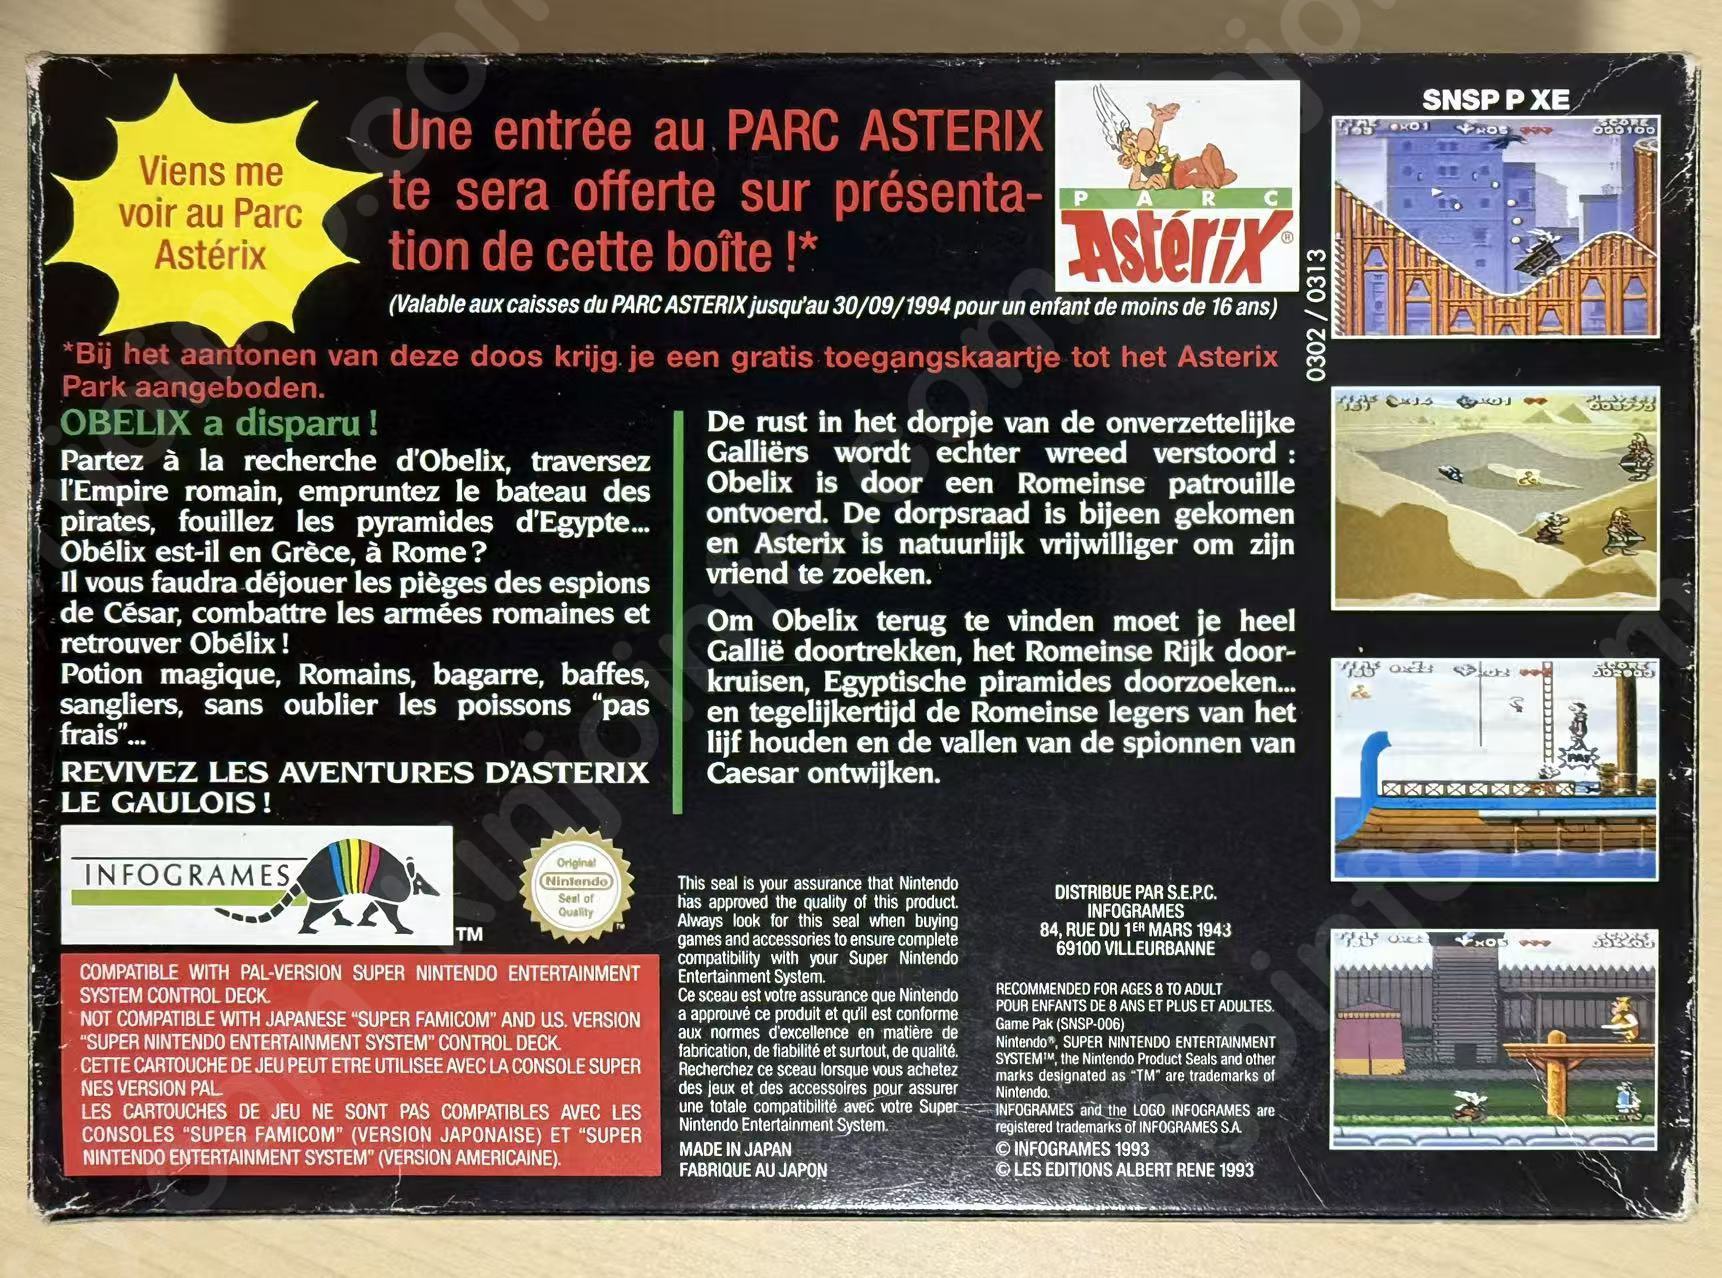 Viens me
voir au Parc
Astérix
Une entrée au PARC ASTERIX
te sera offerte sur présenta-
tion de cette boîte !*
(Valable aux caisses du PARC ASTERIX jusqu'au 30/09/1994 pour un enfant de moins de 16 ans)
PARC
Astérix®
*Bij het aantonen van deze doos krijg je een gratis toegangskaartje tot het Asterix
Park aangeboden.
OBELIX a disparu !
Partez à la recherche d'Obelix, traversez
l'Empire romain, empruntez le bateau des
pirates, fouillez les pyramides d'Egypte...
Obélix est-il en Grèce, à Rome ?
Il vous faudra déjouer les pièges des espions
de César, combattre les armées romaines et
retrouver Obélix !
Potion magique, Romains, bagarre, baffes,
sangliers, sans oublier les poissons “pas
frais”...
REVIVEZ LES AVENTURES D'ASTERIX
LE GAULOIS !
De rust in het dorpje van de onverzettelijke
Galliërs wordt echter wreed verstoord :
Obelix is door een Romeinse patrouille
ontvoerd. De dorpsraad is bijeen gekomen
en Asterix is natuurlijk vrijwilliger om zijn
vriend te zoeken.
Om Obelix terug te vinden moet je heel
Gallië doortrekken, het Romeinse Rijk door-
kruisen, Egyptische piramides doorzoeken...
en tegelijkertijd de Romeinse legers van het
lijf houden en de vallen van de spionnen van
Caesar ontwijken.
INFOGRAMES
TM
Original
Nintendo
Seal of
Quality
TM
COMPATIBLE WITH PAL-VERSION SUPER NINTENDO ENTERTAINMENT
SYSTEM CONTROL DECK.
NOT COMPATIBLE WITH JAPANESE “SUPER FAMICOM” AND U.S. VERSION
“SUPER NINTENDO ENTERTAINMENT SYSTEM” CONTROL DECK.
CETTE CARTOUCHE DE JEU PEUT ETRE UTILISEE AVEC LA CONSOLE SUPER
NES VERSION PAL.
LES CARTOUCHES DE JEU NE SONT PAS COMPATIBLES AVEC LES
CONSOLES “SUPER FAMICOM” (VERSION JAPONAISE) ET “SUPER
NINTENDO ENTERTAINMENT SYSTEM” (VERSION AMERICAINE).
This seal is your assurance that Nintendo
has approved the quality of this product.
Always look for this seal when buying
games and accessories to ensure complete
compatibility with your Super Nintendo
Entertainment System.
Ce sceau est votre assurance que Nintendo
a approuvé ce produit et qu'il est conforme
aux normes d'excellence en matière de
fabrication, de fiabilité et surtout, de qualité.
Recherchez ce sceau lorsque vous achetez
des jeux et des accessoires pour assurer
une totale compatibilité avec votre Super
Nintendo Entertainment System.
MADE IN JAPAN
FABRIQUE AU JAPON
DISTRIBUE PAR S.E.P.C.
INFOGRAMES
84, RUE DU 1ER MARS 1943
69100 VILLEURBANNE
RECOMMENDED FOR AGES 8 TO ADULT
POUR ENFANTS DE 8 ANS ET PLUS ET ADULTES.
Game Pak (SNSP-006)
Nintendo®, SUPER NINTENDO ENTERTAINMENT
SYSTEM™, the Nintendo Product Seals and other
marks designated as “TM” are trademarks of
Nintendo.
INFOGRAMES and the LOGO INFOGRAMES are
registered trademarks of INFOGRAMES S.A.
© INFOGRAMES 1993
© LES EDITIONS ALBERT RENE 1993
0302 / 0313
SNSP P XE
SCORE
000100